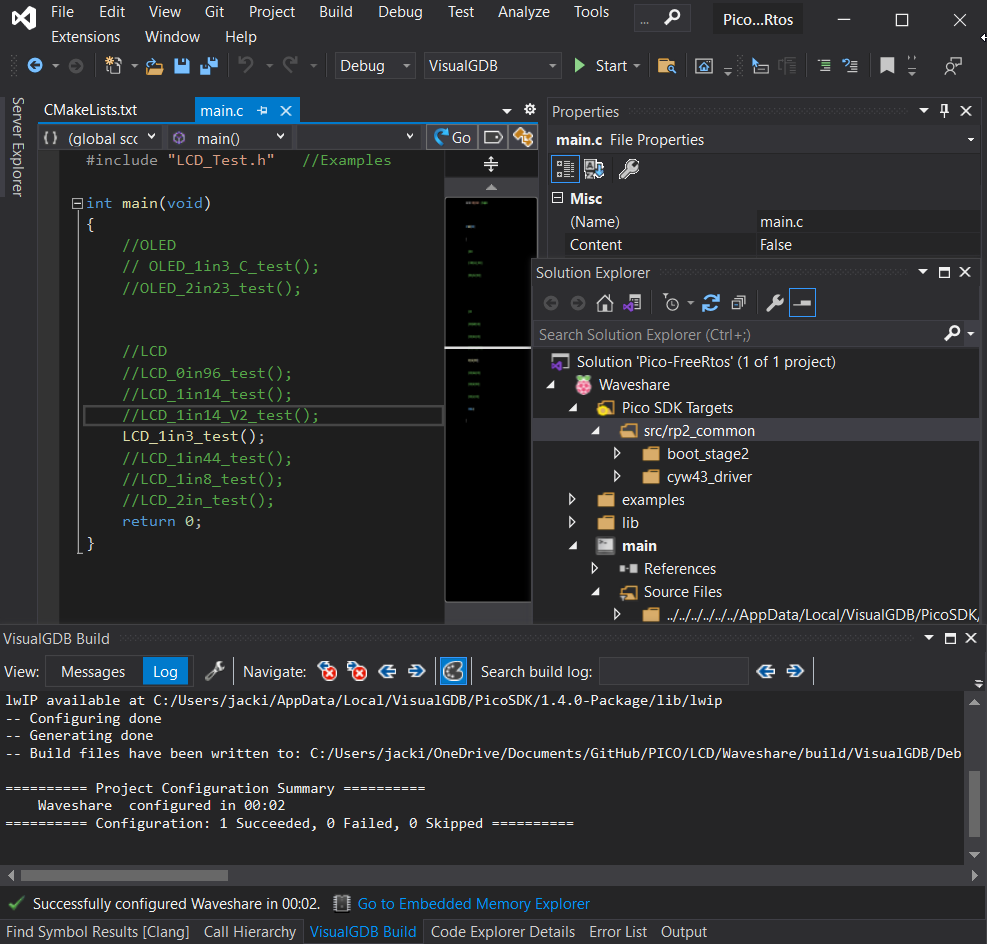 File Edit View Git Project Build Debug Test Analyze Tools ... Pico...Rtos
Extensions Window Help
Debug VisualGDB Start
Server Explorer
CMakeLists.txt main.c
(global scc main() Go
#include "LCD_Test.h" //Examples
int main(void)
{
//OLED
// OLED_1in3_C_test();
//OLED_2in23_test();
//LCD
//LCD_0in96_test();
//LCD_1in14_test();
//LCD_1in14_V2_test();
LCD_1in3_test();
//LCD_1in44_test();
//LCD_1in8_test();
//LCD_2in_test();
return 0;
}
Properties
main.c File Properties
Misc
(Name) main.c
Content False
Solution Explorer
Search Solution Explorer (Ctrl+;)
Solution 'Pico-FreeRtos' (1 of 1 project)
Waveshare
Pico SDK Targets
src/rp2_common
boot_stage2
cyw43_driver
examples
lib
main
References
Source Files
../../../../../../AppData/Local/VisualGDB/PicoSDK/
VisualGDB Build
View: Messages Log Navigate: Search build log:
lwIP available at C:/Users/jacki/AppData/Local/VisualGDB/PicoSDK/1.4.0-Package/lib/lwip
-- Configuring done
-- Generating done
-- Build files have been written to: C:/Users/jacki/OneDrive/Documents/GitHub/PICO/LCD/Waveshare/build/VisualGDB/Deb
========== Project Configuration Summary ==========
Waveshare configured in 00:02
========== Configuration: 1 Succeeded, 0 Failed, 0 Skipped ==========
Successfully configured Waveshare in 00:02. Go to Embedded Memory Explorer
Find Symbol Results [Clang] Call Hierarchy VisualGDB Build Code Explorer Details Error List Output